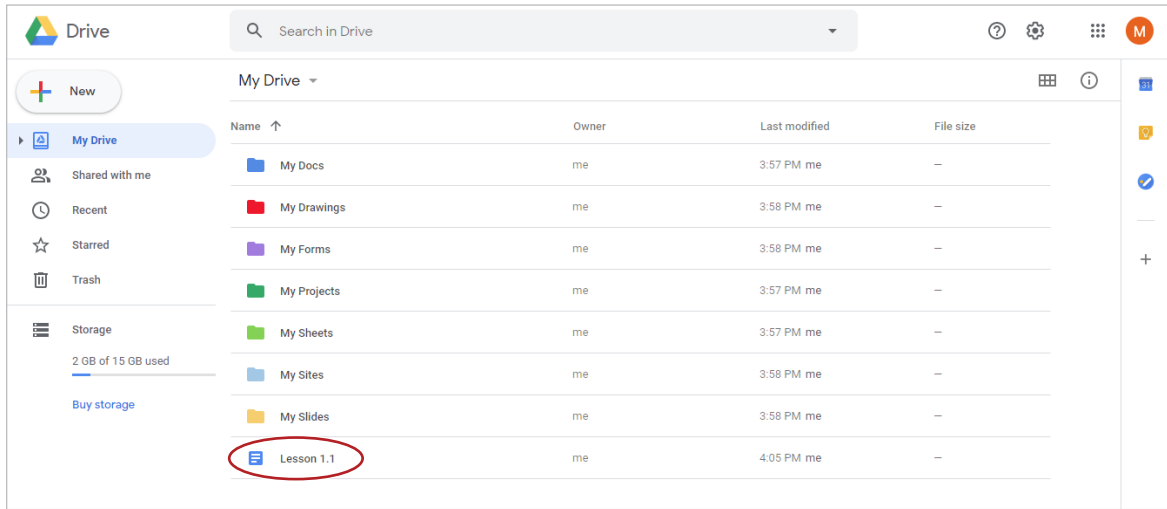 Drive
Search in Drive
M
New
My Drive
My Drive
Shared with me
Recent
Starred
Trash
Storage
2 GB of 15 GB used
Buy storage
Name Owner Last modified File size
My Docs me 3:57 PM me –
My Drawings me 3:58 PM me –
My Forms me 3:58 PM me –
My Projects me 3:57 PM me –
My Sheets me 3:57 PM me –
My Sites me 3:58 PM me –
My Slides me 3:58 PM me –
Lesson 1.1 me 4:05 PM me –
31